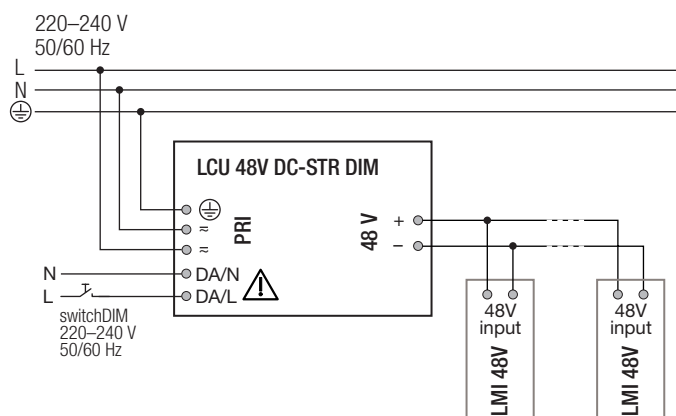 220–240 V
50/60 Hz
L
N
LCU 48V DC-STR DIM
≂
≂
PRI
48 V
+
−
N
DA/N
L
DA/L
!
switchDIM
220–240 V
50/60 Hz
48V
input
LMI 48V
48V
input
LMI 48V